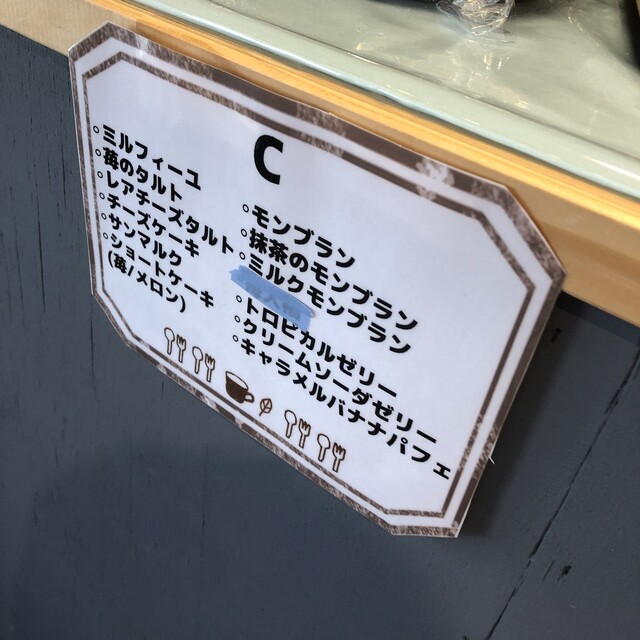 C
○ミルフィーユ
○苺のタルト
○レアチーズタルト
○チーズケーキ
○サンマルク
○ショートケーキ
(苺/メロン)
○モンブラン
○抹茶のモンブラン
○ミルクモンブラン
○トロピカルゼリー
○クリームソーダゼリー
○キャラメルバナナパフェ